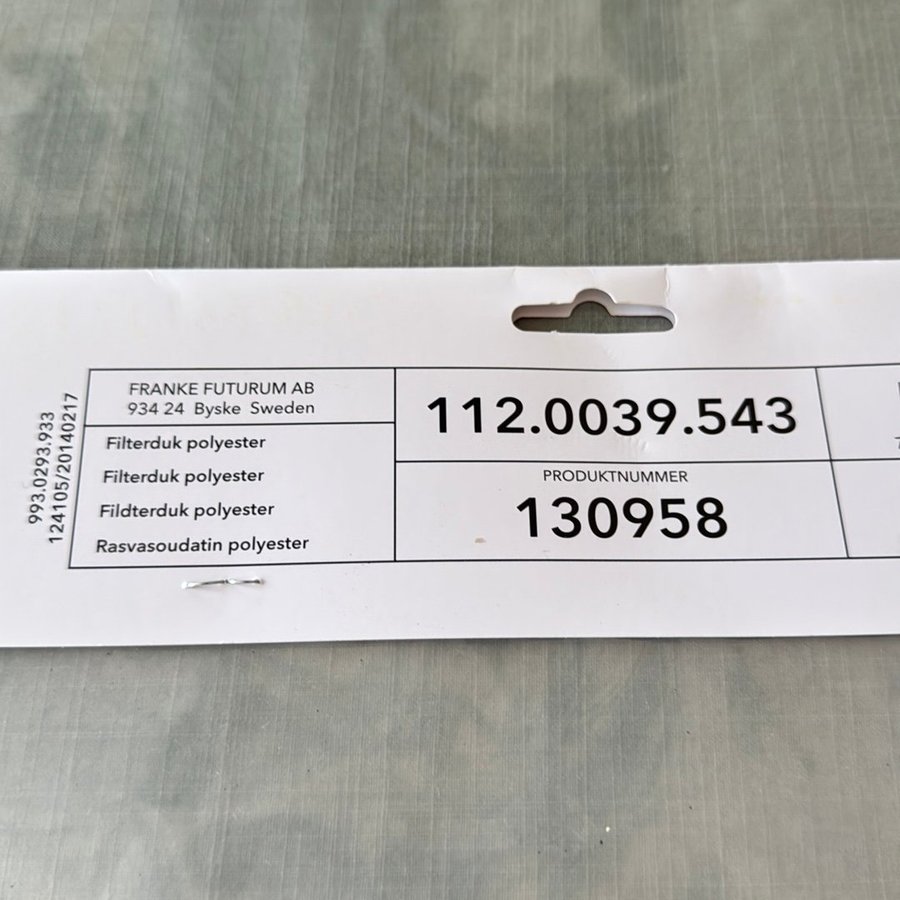 993.0293.933
124105/20140217
FRANKE FUTURUM AB
934 24 Byske Sweden
Filterduk polyester
Filterduk polyester
Fildterduk polyester
Rasvasoudatin polyester
112.0039.543
PRODUKTNUMMER
130958